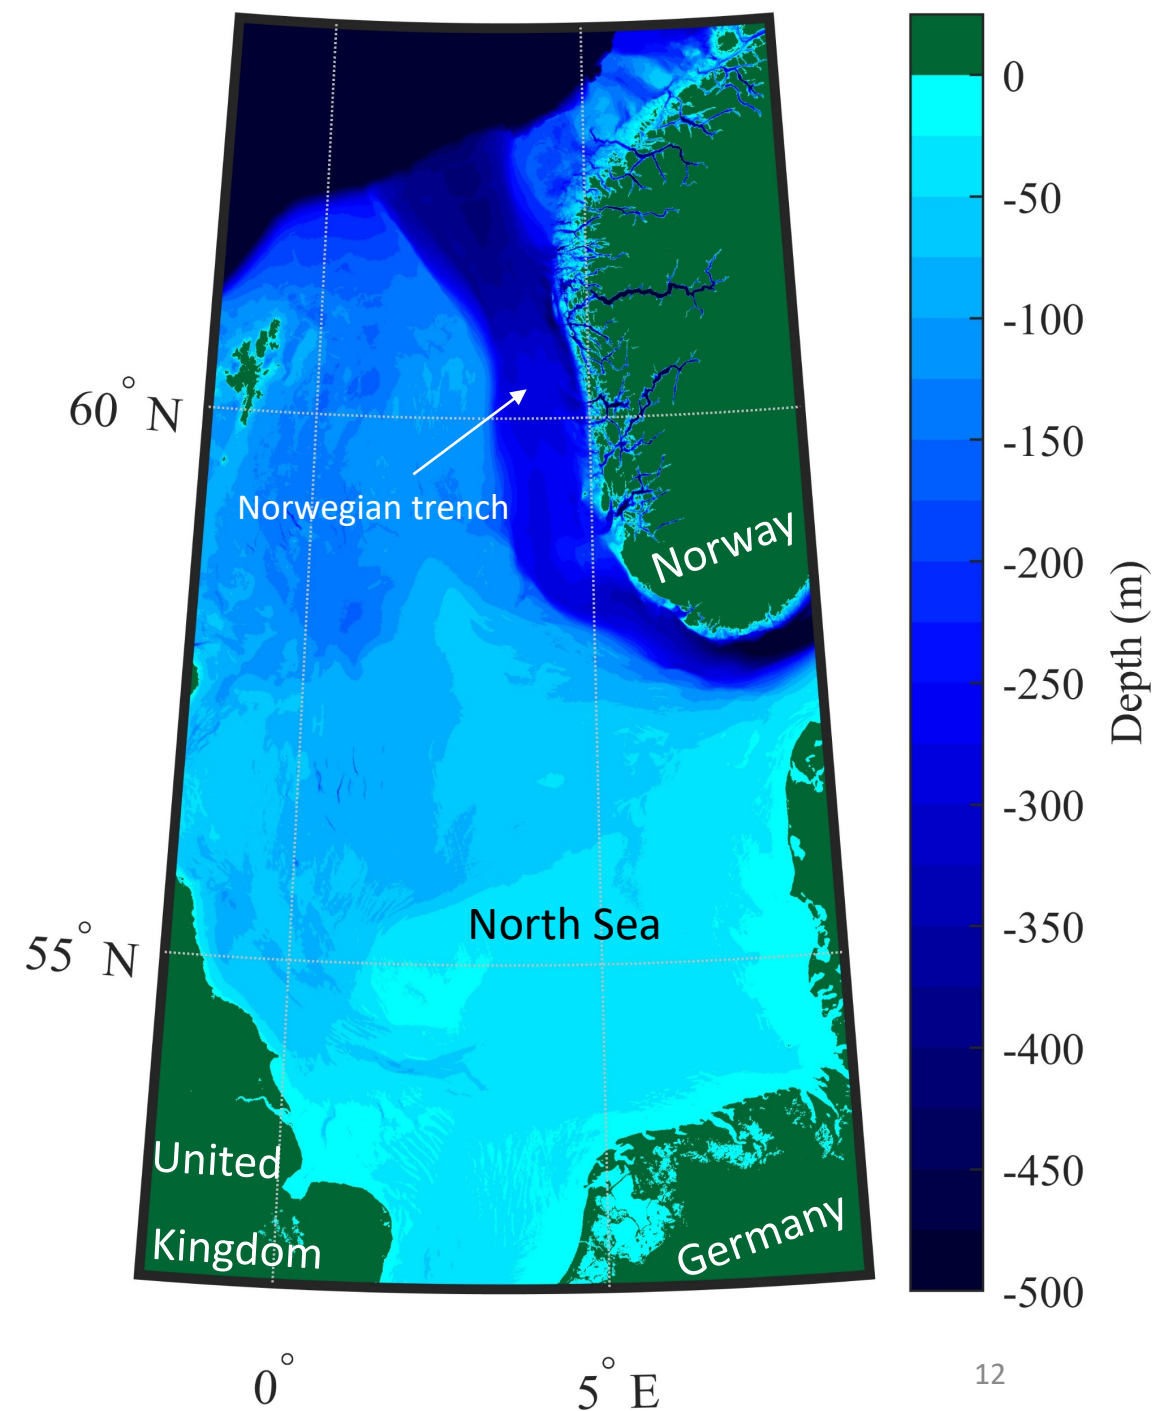 0
-50
-100
-150
-200
-250
-300
-350
-400
-450
-500
Depth (m)
60° N
55° N
0°
5° E
Norwegian trench
Norway
North Sea
United
Kingdom
Germany
12